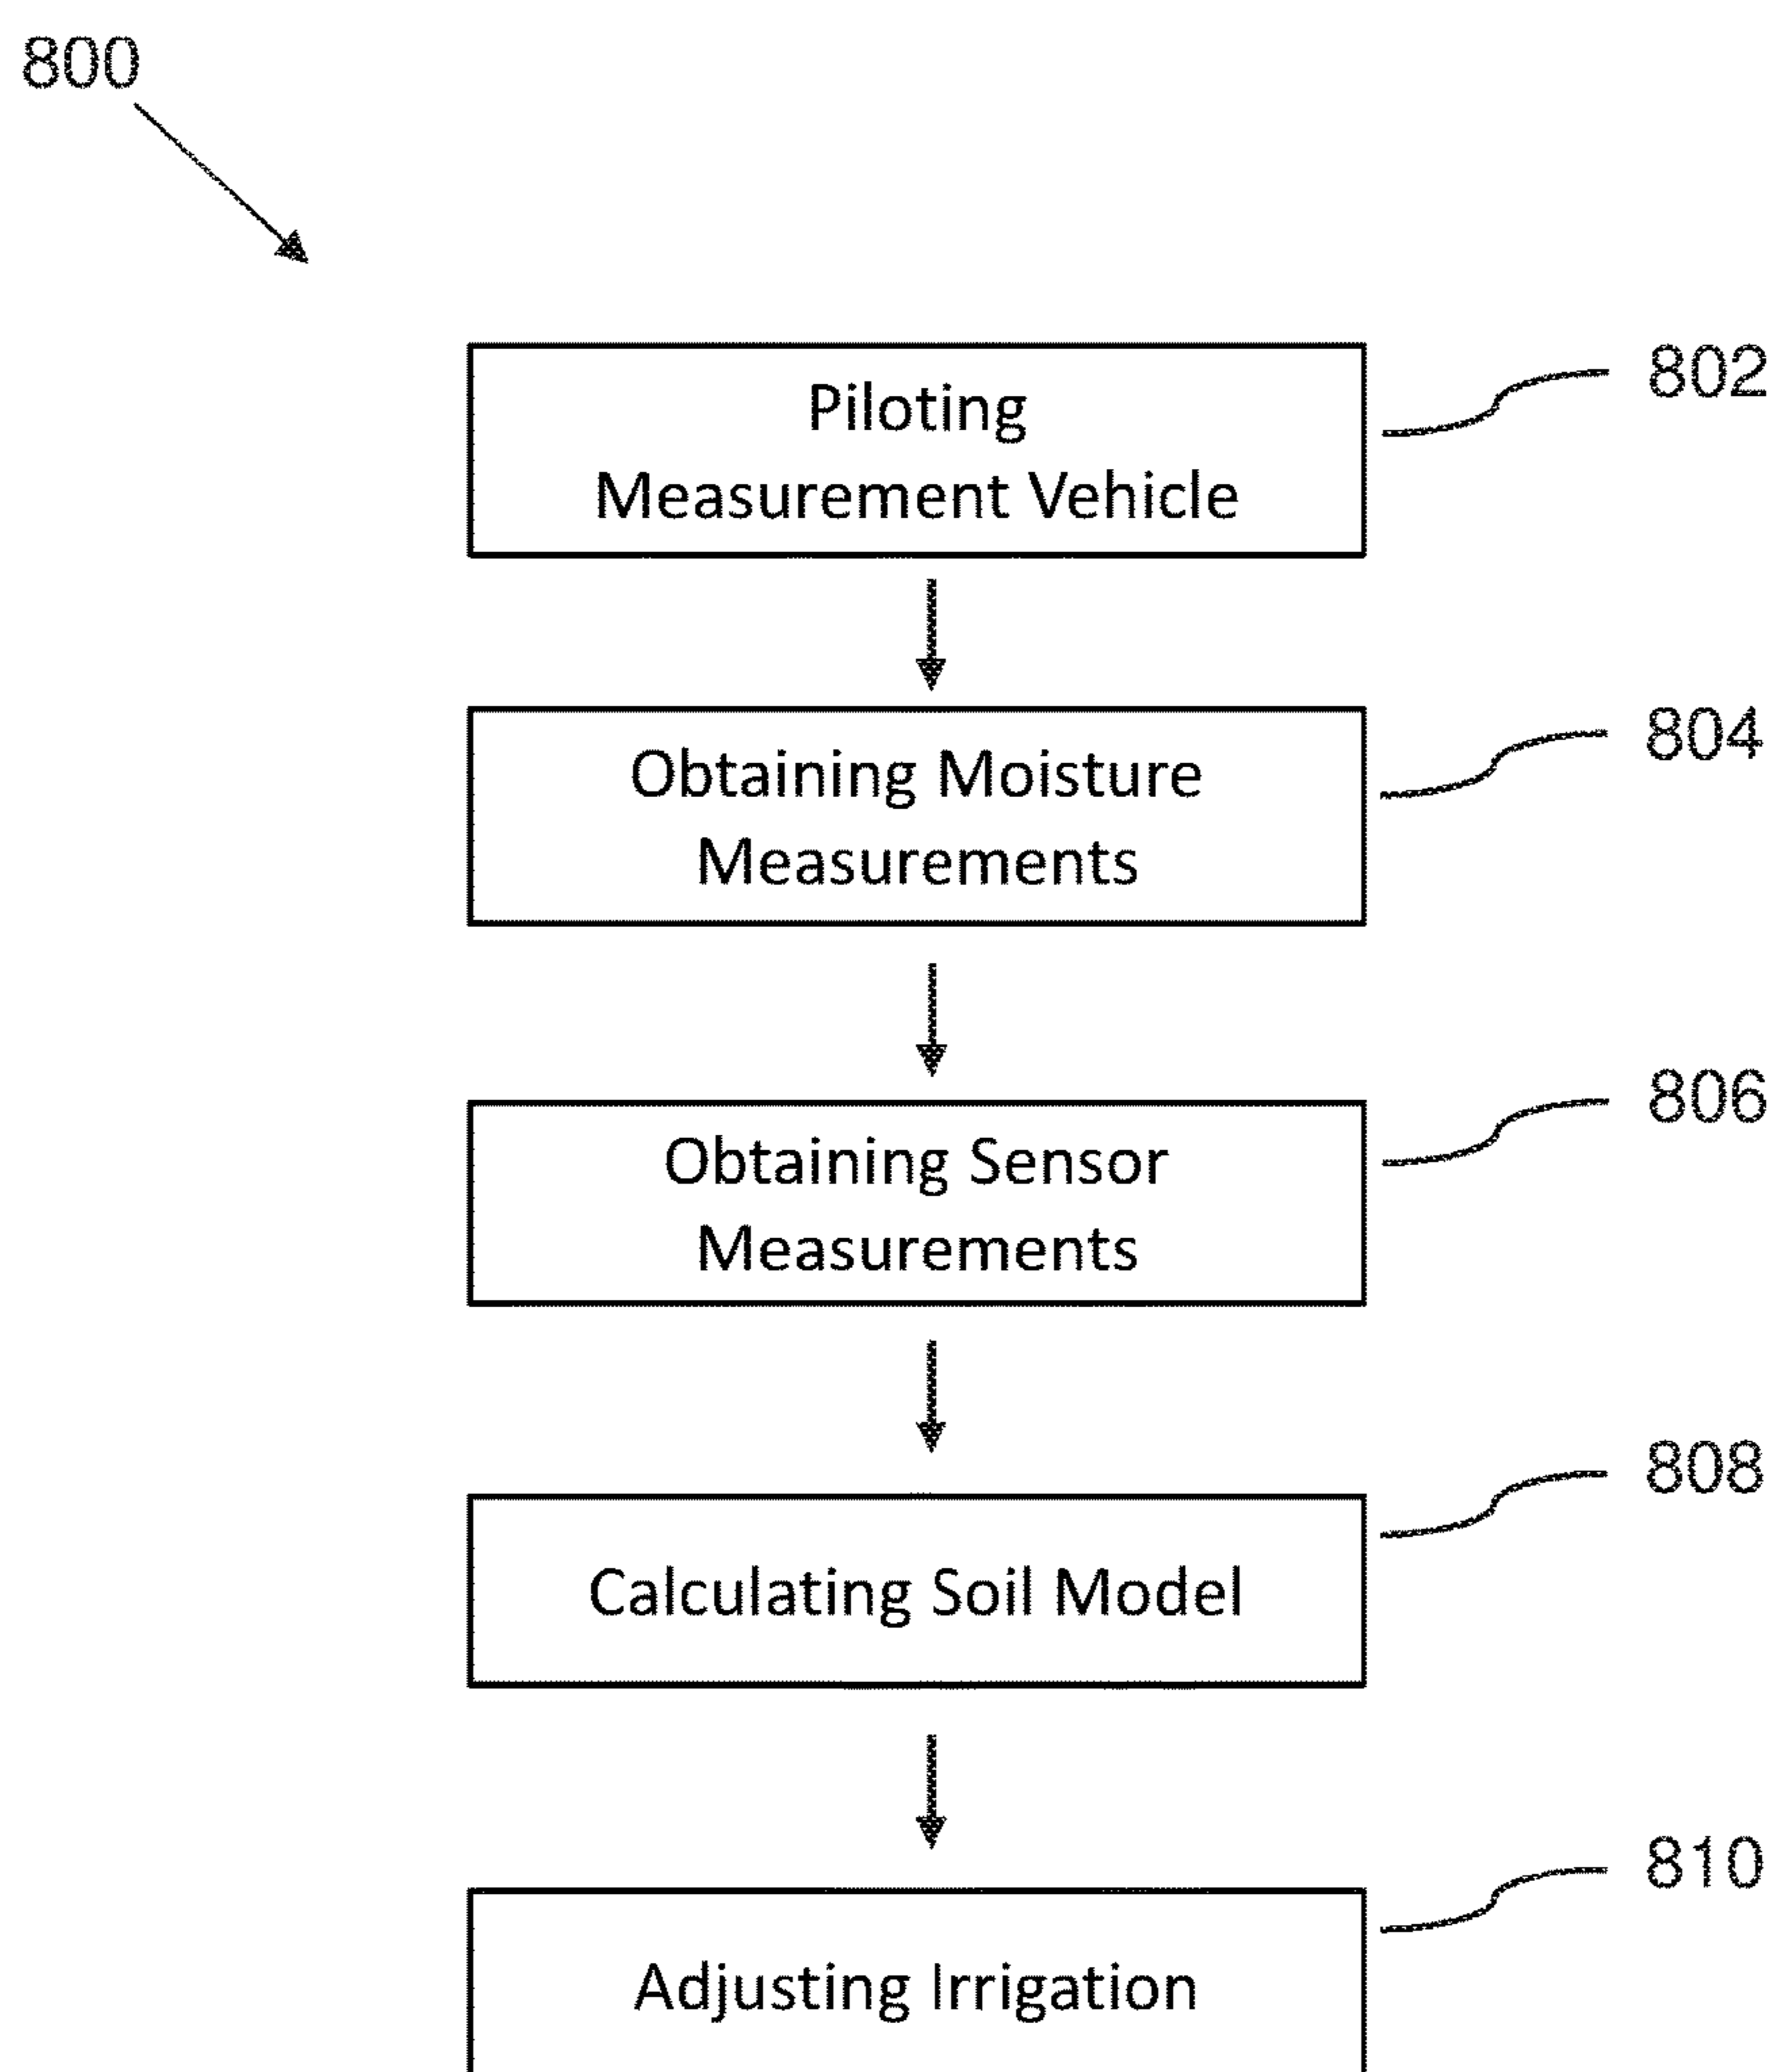 800
Piloting
Measurement Vehicle
802
Obtaining Moisture
Measurements
804
Obtaining Sensor
Measurements
806
Calculating Soil Model
808
Adjusting Irrigation
810